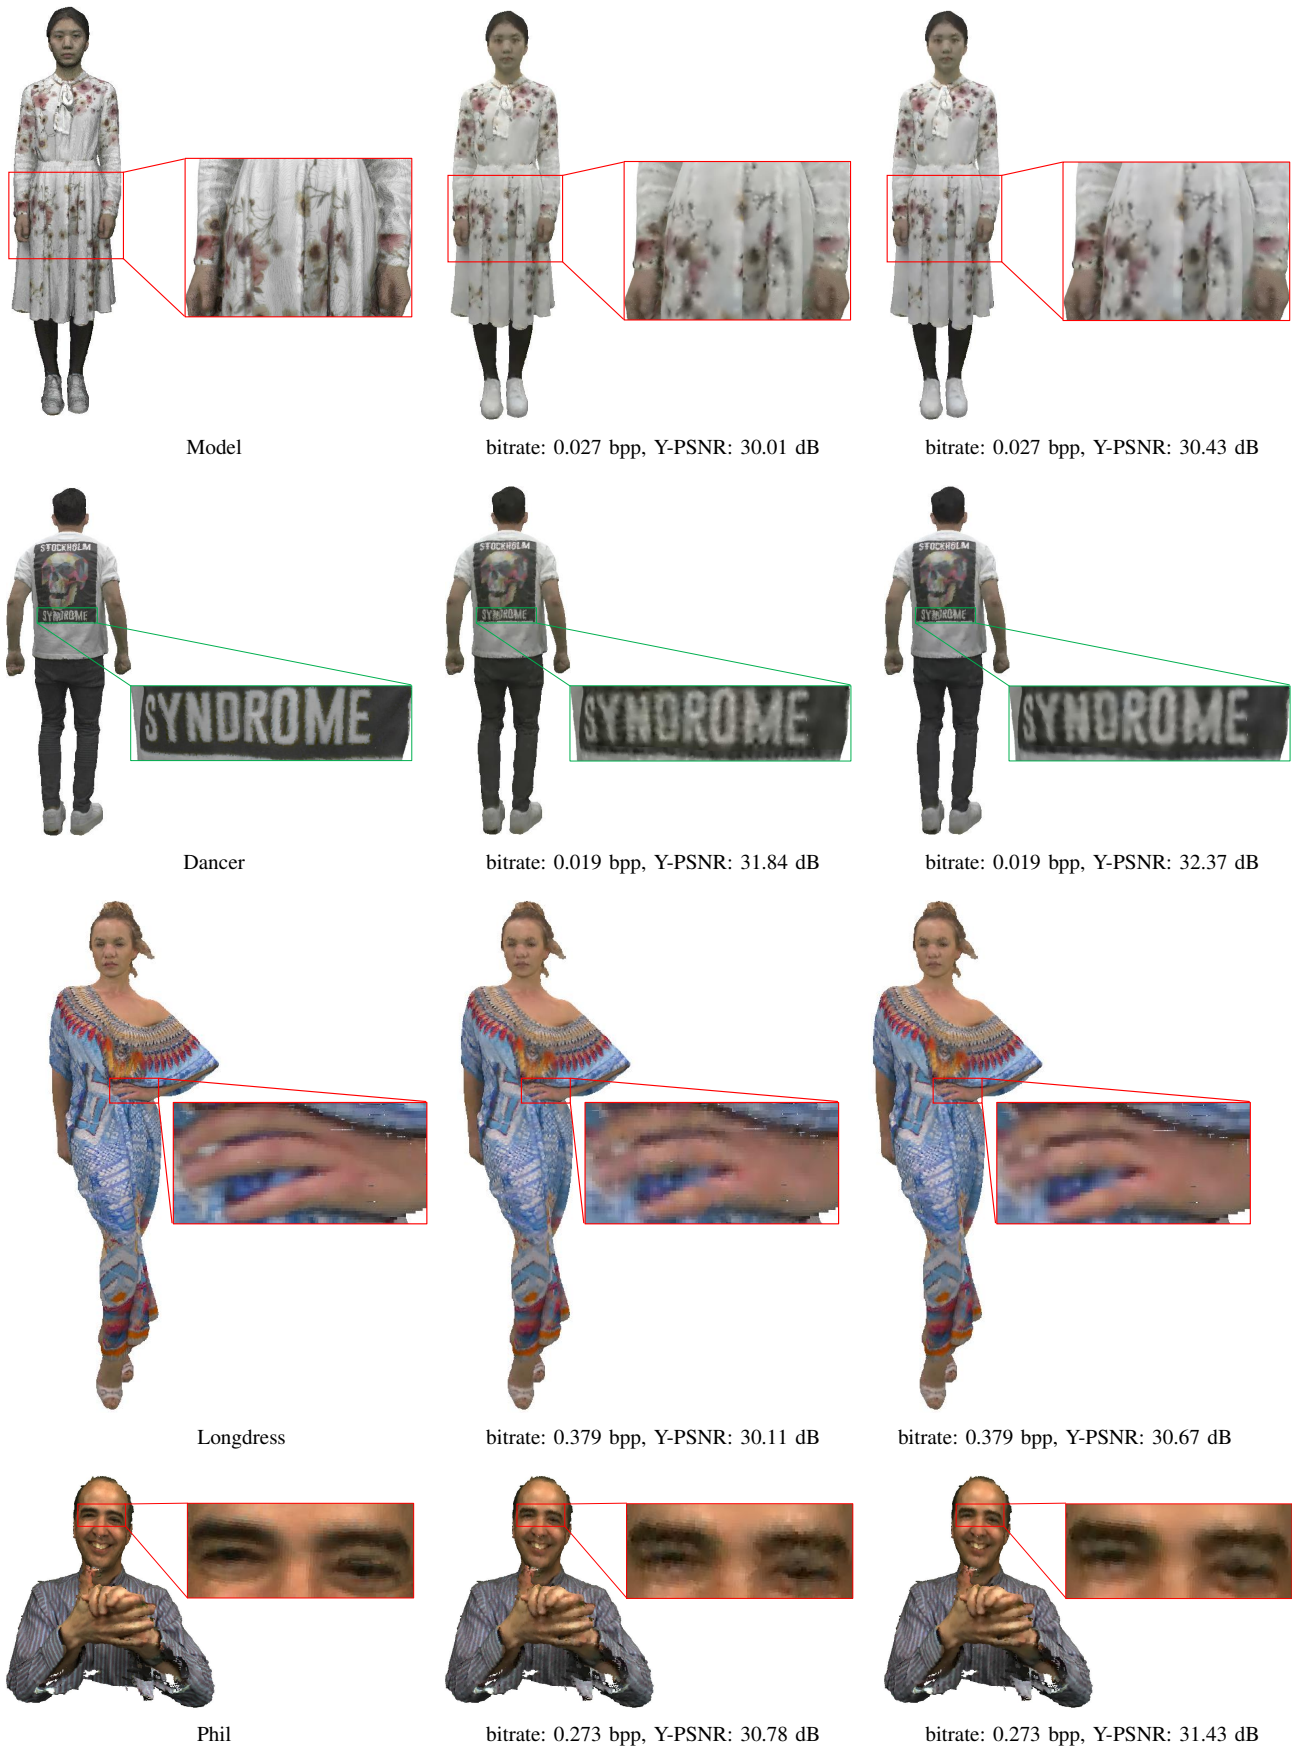 Model
bitrate: 0.027 bpp, Y-PSNR: 30.01 dB
bitrate: 0.027 bpp, Y-PSNR: 30.43 dB
STOCKHOLM
SYNDROME
SYNDROME
STOCKHOLM
SYNDROME
SYNDROME
STOCKHOLM
SYNDROME
SYNDROME
Dancer
bitrate: 0.019 bpp, Y-PSNR: 31.84 dB
bitrate: 0.019 bpp, Y-PSNR: 32.37 dB
Longdress
bitrate: 0.379 bpp, Y-PSNR: 30.11 dB
bitrate: 0.379 bpp, Y-PSNR: 30.67 dB
Phil
bitrate: 0.273 bpp, Y-PSNR: 30.78 dB
bitrate: 0.273 bpp, Y-PSNR: 31.43 dB